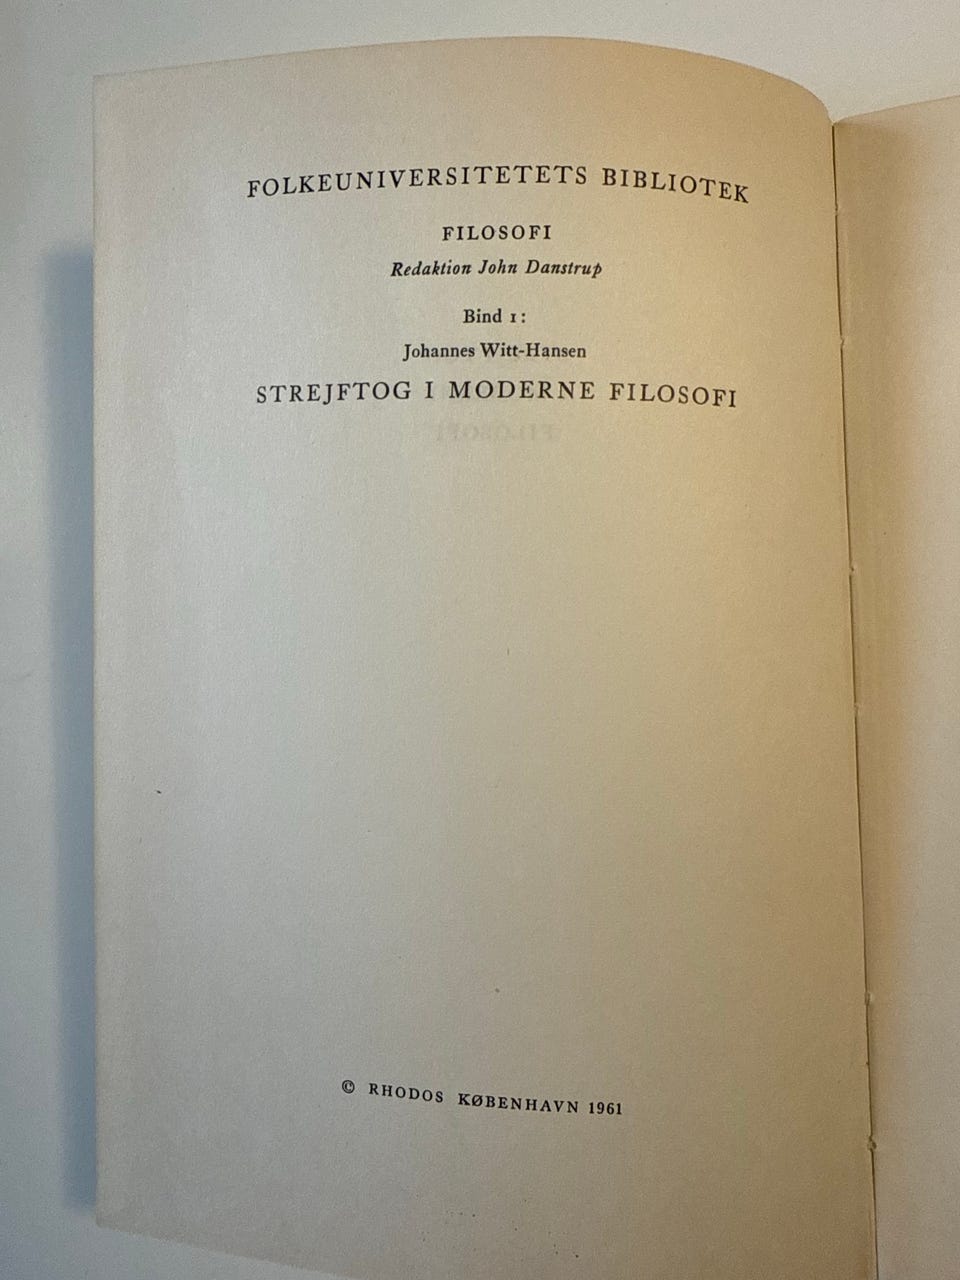 FOLKEUNIVERSITETETS BIBLIOTEK
FILOSOFI
Redaktion John Danstrup
Bind 1:
Johannes Witt-Hansen
STREJFTOG I MODERNE FILOSOFI
© RHODOS KØBENHAVN 1961